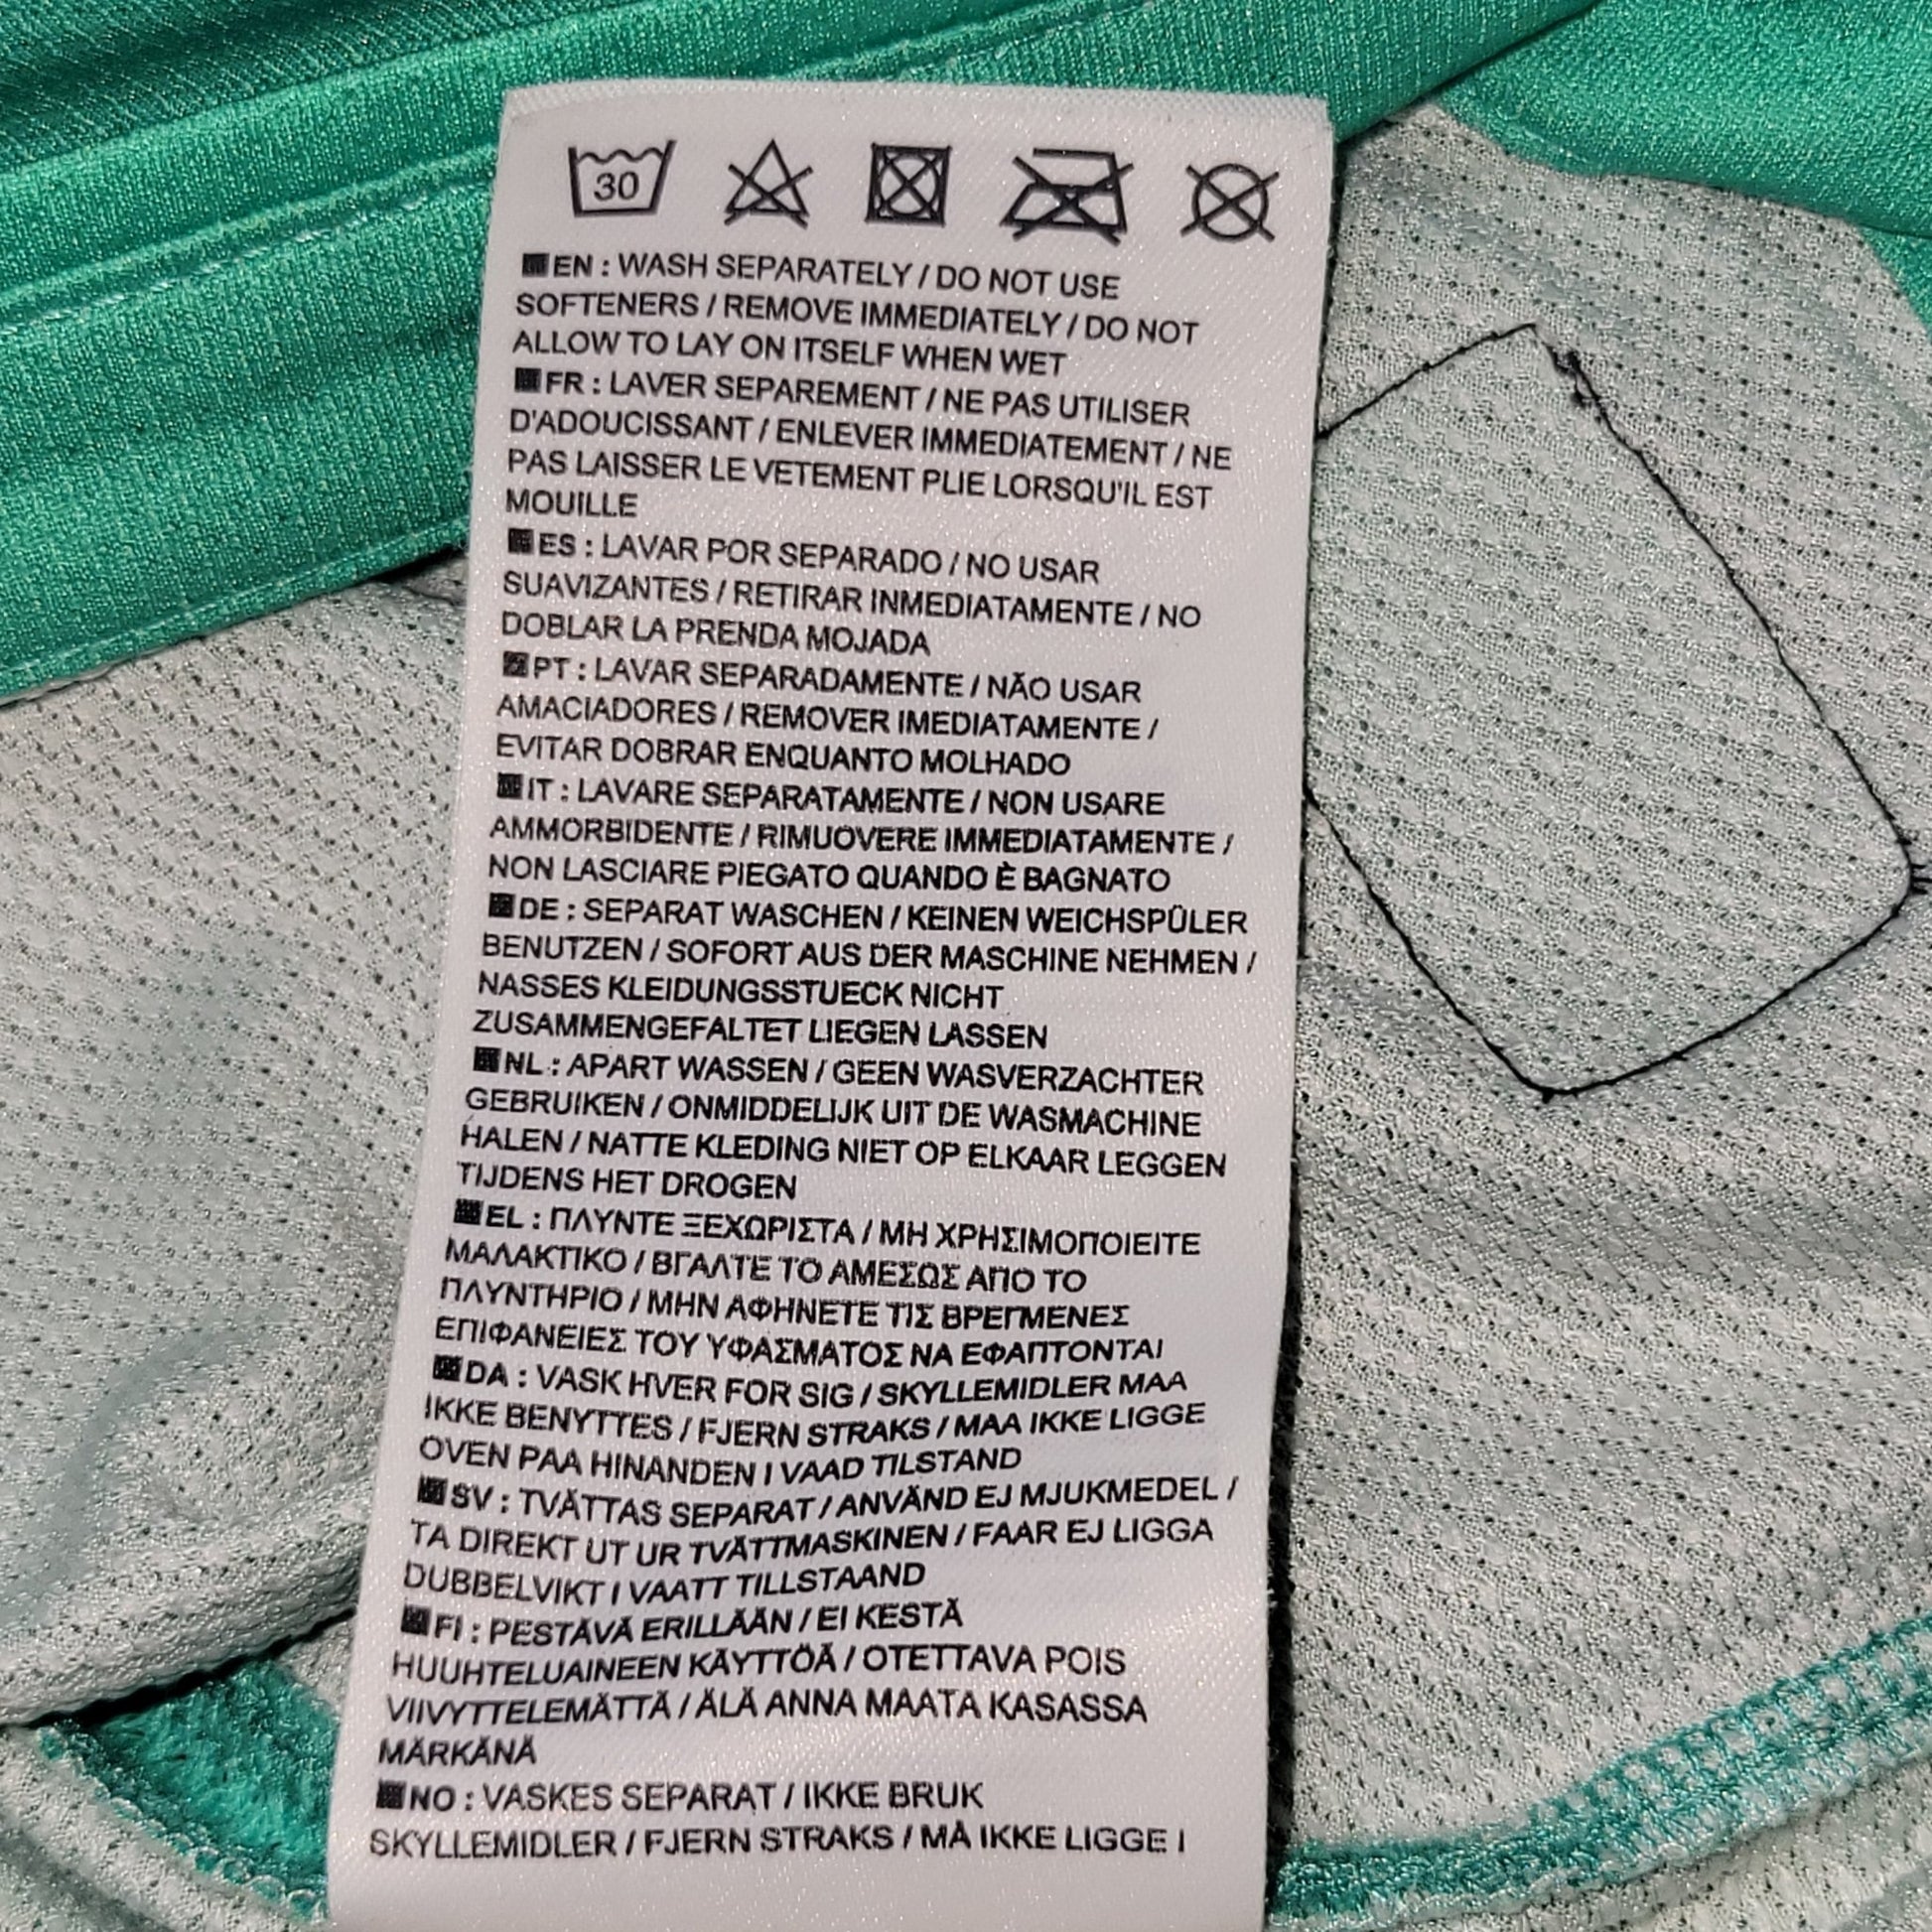 30
EN : WASH SEPARATELY / DO NOT USE
SOFTENERS / REMOVE IMMEDIATELY / DO NOT
ALLOW TO LAY ON ITSELF WHEN WET
FR : LAVER SEPAREMENT / NE PAS UTILISER
D'ADOUCISSANT / ENLEVER IMMEDIATEMENT / NE
PAS LAISSER LE VETEMENT PLIE LORSQU'IL EST
MOUILLE
ES : LAVAR POR SEPARADO / NO USAR
SUAVIZANTES / RETIRAR INMEDIATAMENTE / NO
DOBLAR LA PRENDA MOJADA
PT : LAVAR SEPARADAMENTE / NÃO USAR
AMACIADORES / REMOVER IMEDIATAMENTE /
EVITAR DOBRAR ENQUANTO MOLHADO
IT : LAVARE SEPARATAMENTE / NON USARE
AMMORBIDENTE / RIMUOVERE IMMEDIATAMENTE /
NON LASCIARE PIEGATO QUANDO È BAGNATO
DE : SEPARAT WASCHEN / KEINEN WEICHSPÜLER
BENUTZEN / SOFORT AUS DER MASCHINE NEHMEN /
NASSES KLEIDUNGSSTUECK NICHT
ZUSAMMENGEFALTET LIEGEN LASSEN
NL : APART WASSEN / GEEN WASVERZACHTER
GEBRUIKEN / ONMIDDELIJK UIT DE WASMACHINE
HALEN / NATTE KLEDING NIET OP ELKAAR LEGGEN
TIJDENS HET DROGEN
EL : ΠΛΥΝΤΕ ΞΕΧΩΡΙΣΤΑ / ΜΗ ΧΡΗΣΙΜΟΠΟΙΕΙΤΕ
ΜΑΛΑΚΤΙΚΟ / ΒΓΑΛΤΕ ΤΟ ΑΜΕΣΩΣ ΑΠΟ ΤΟ
ΠΛΥΝΤΗΡΙΟ / ΜΗΝ ΑΦΗΝΕΤΕ ΤΙΣ ΒΡΕΓΜΕΝΕΣ
ΕΠΙΦΑΝΕΙΕΣ ΤΟΥ ΥΦΑΣΜΑΤΟΣ ΝΑ ΕΦΑΠΤΟΝΤΑΙ
DA : VASK HVER FOR SIG / SKYLLEMIDLER MAA
IKKE BENYTTES / FJERN STRAKS / MAA IKKE LIGGE
OVEN PAA HINANDEN I VAAD TILSTAND
SV : TVÄTTAS SEPARAT / ANVÄND EJ MJUKMEDEL /
TA DIREKT UT UR TVÄTTMASKINEN / FAAR EJ LIGGA
DUBBELVIKT I VAATT TILLSTAAND
FI : PESTÄVÄ ERILLÄÄN / EI KESTÄ
HUUHTELUAINEEN KÄYTTÖÄ / OTETTAVA POIS
VIIVYTTELEMÄTTÄ / ÄLÄ ANNA MAATA KASASSA
MÄRKÄNÄ
NO : VASKES SEPARAT / IKKE BRUK
SKYLLEMIDLER / FJERN STRAKS / MÅ IKKE LIGGE I